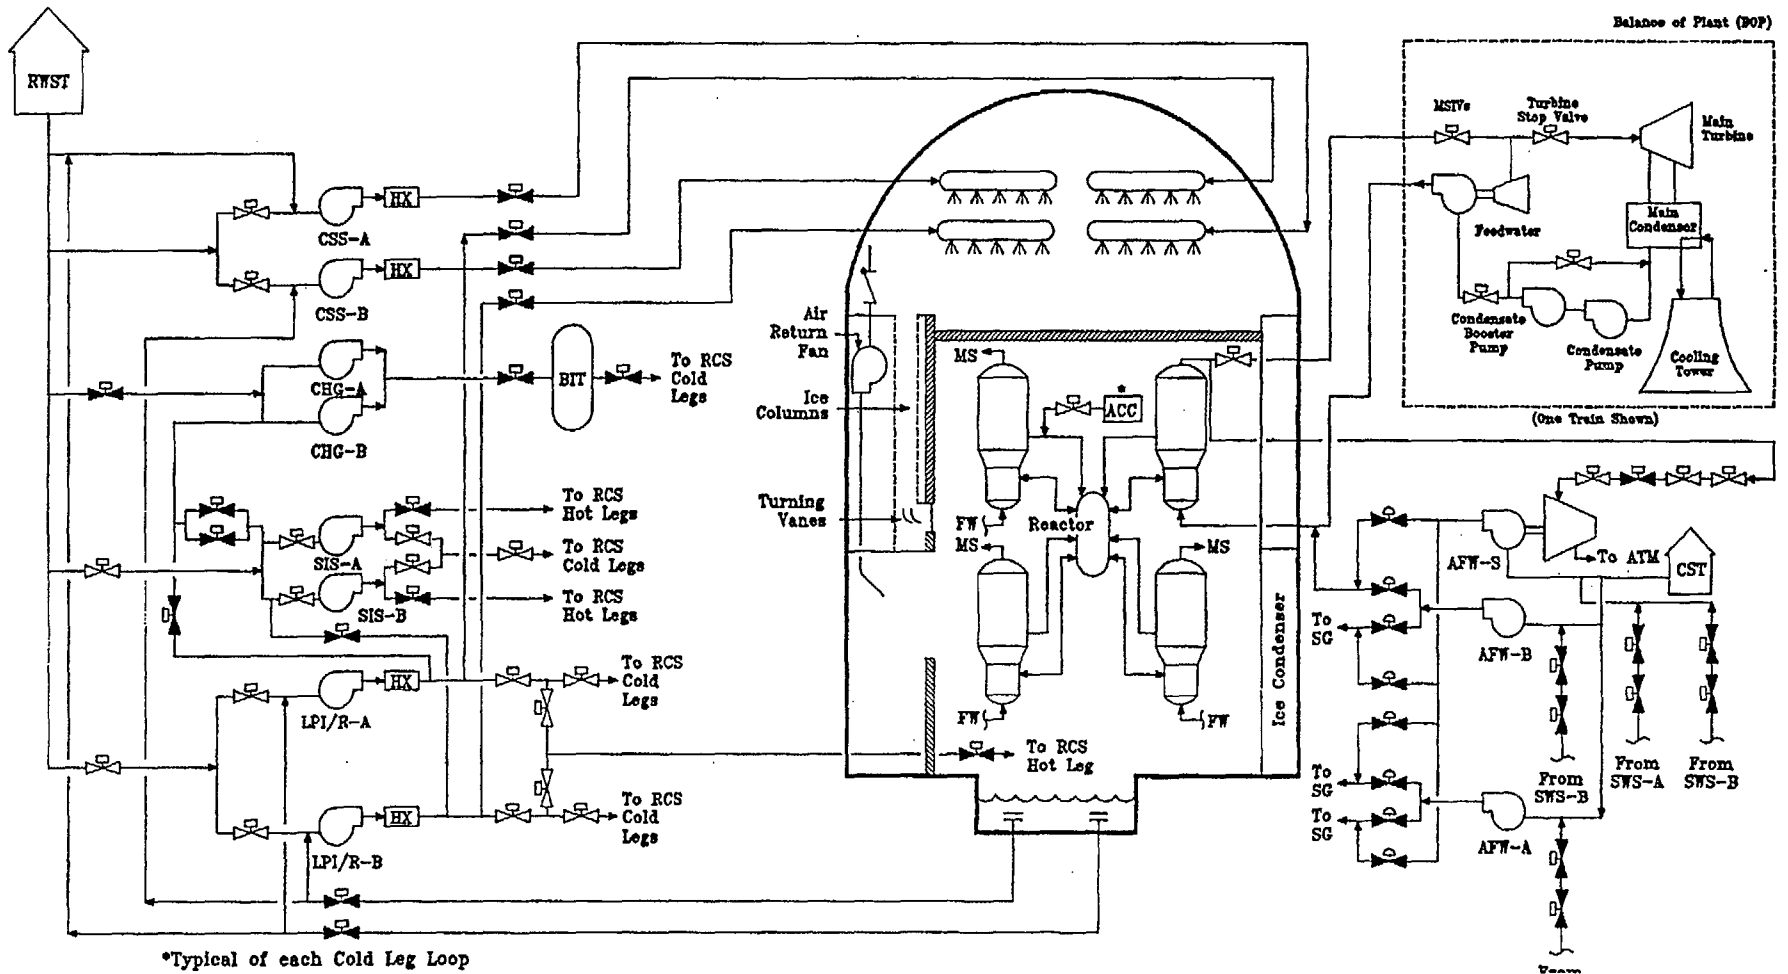 Balance of Plant (BOP)
RWST
MSIVs
Turbine
Stop Valve
Main
Turbine
HX
CSS-A
HX
CSS-B
Main
Condensor
Feedwater
Condensate
Booster
Pump
Condensate
Pump
Cooling
Tower
(One Train Shown)
CHG-A
CHG-B
BIT
To RCS
Cold
Legs
Air
Return
Fan
Ice
Columns
Turning
Vanes
MS
*
ACC
FW
Reactor
MS
MS
FW
FW
Ice Condenser
To RCS
Hot Legs
SIS-A
To RCS
Cold Legs
SIS-B
To RCS
Hot Legs
HX
LPI/R-A
To RCS
Cold
Legs
To RCS
Hot Leg
HX
LPI/R-B
To RCS
Cold
Legs
AFW-S
To ATM
CST
To
SG
AFW-B
From
SWS-B
From
SWS-A
From
SWS-B
To
SG
To
SG
AFW-A
From
*Typical of each Cold Leg Loop